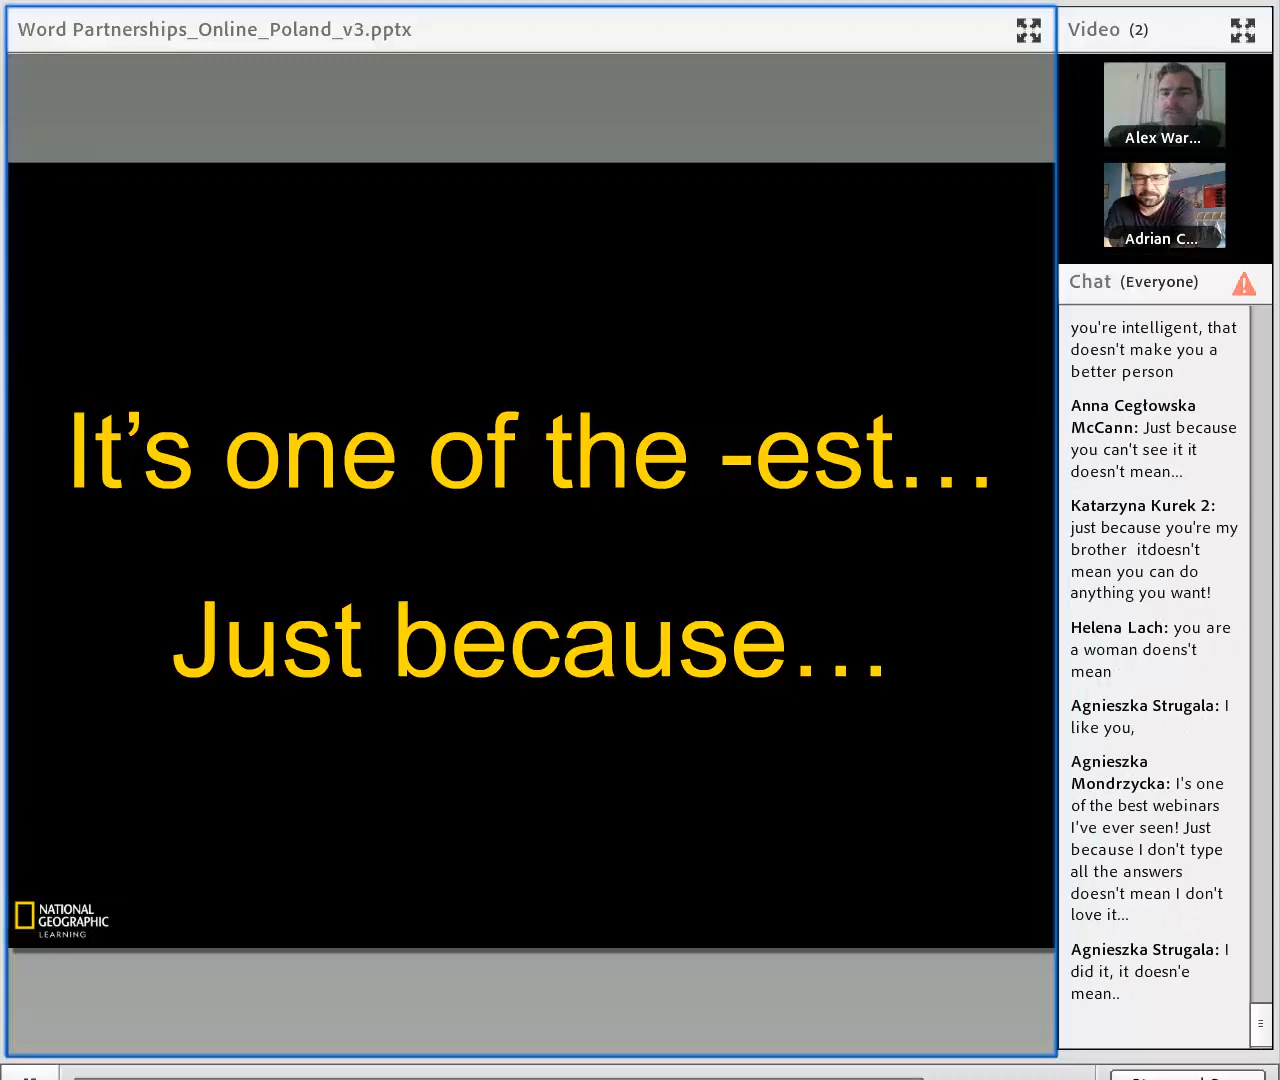 Word Partnerships_Online_Poland_v3.pptx
Video (2)
Alex War...
Adrian C...
Chat (Everyone)
you're intelligent, that
doesn't make you a
better person
Anna Cegłowska
McCann: Just because
you can't see it it
doesn't mean...
Katarzyna Kurek 2:
just because you're my
brother itdoesn't
mean you can do
anything you want!
Helena Lach: you are
a woman doens't
mean
Agnieszka Strugala: I
like you,
Agnieszka
Mondrzycka: I's one
of the best webinars
I've ever seen! Just
because I don't type
all the answers
doesn't mean I don't
love it...
Agnieszka Strugala: I
did it, it doesn'e
mean..
It’s one of the -est…
Just because…
NATIONAL
GEOGRAPHIC
LEARNING